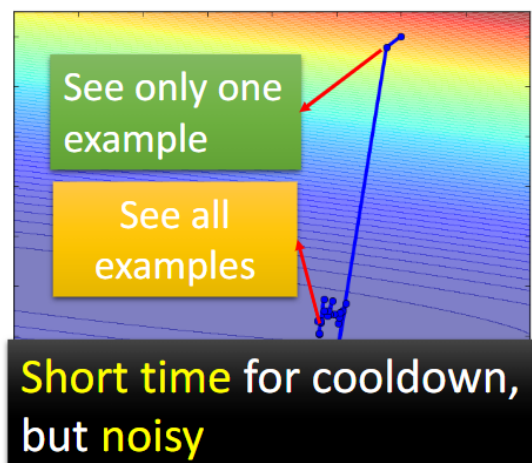 See only one
example
See all
examples
Short time for cooldown,
but noisy